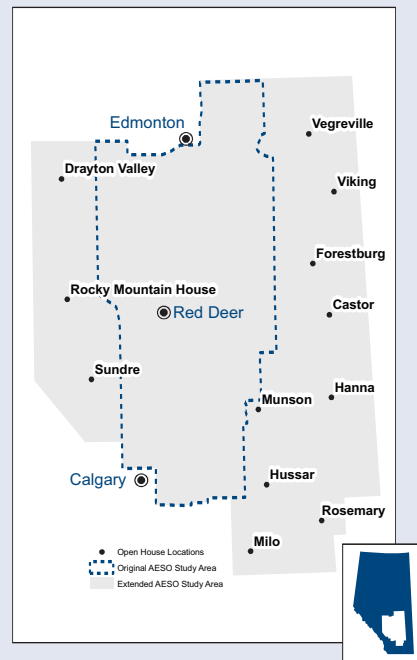 Edmonton
Vegreville
Drayton Valley
Viking
Forestburg
Rocky Mountain House
Castor
Red Deer
Sundre
Hanna
Munson
Calgary
Hussar
Rosemary
Milo
Open House Locations
Original AESO Study Area
Extended AESO Study Area